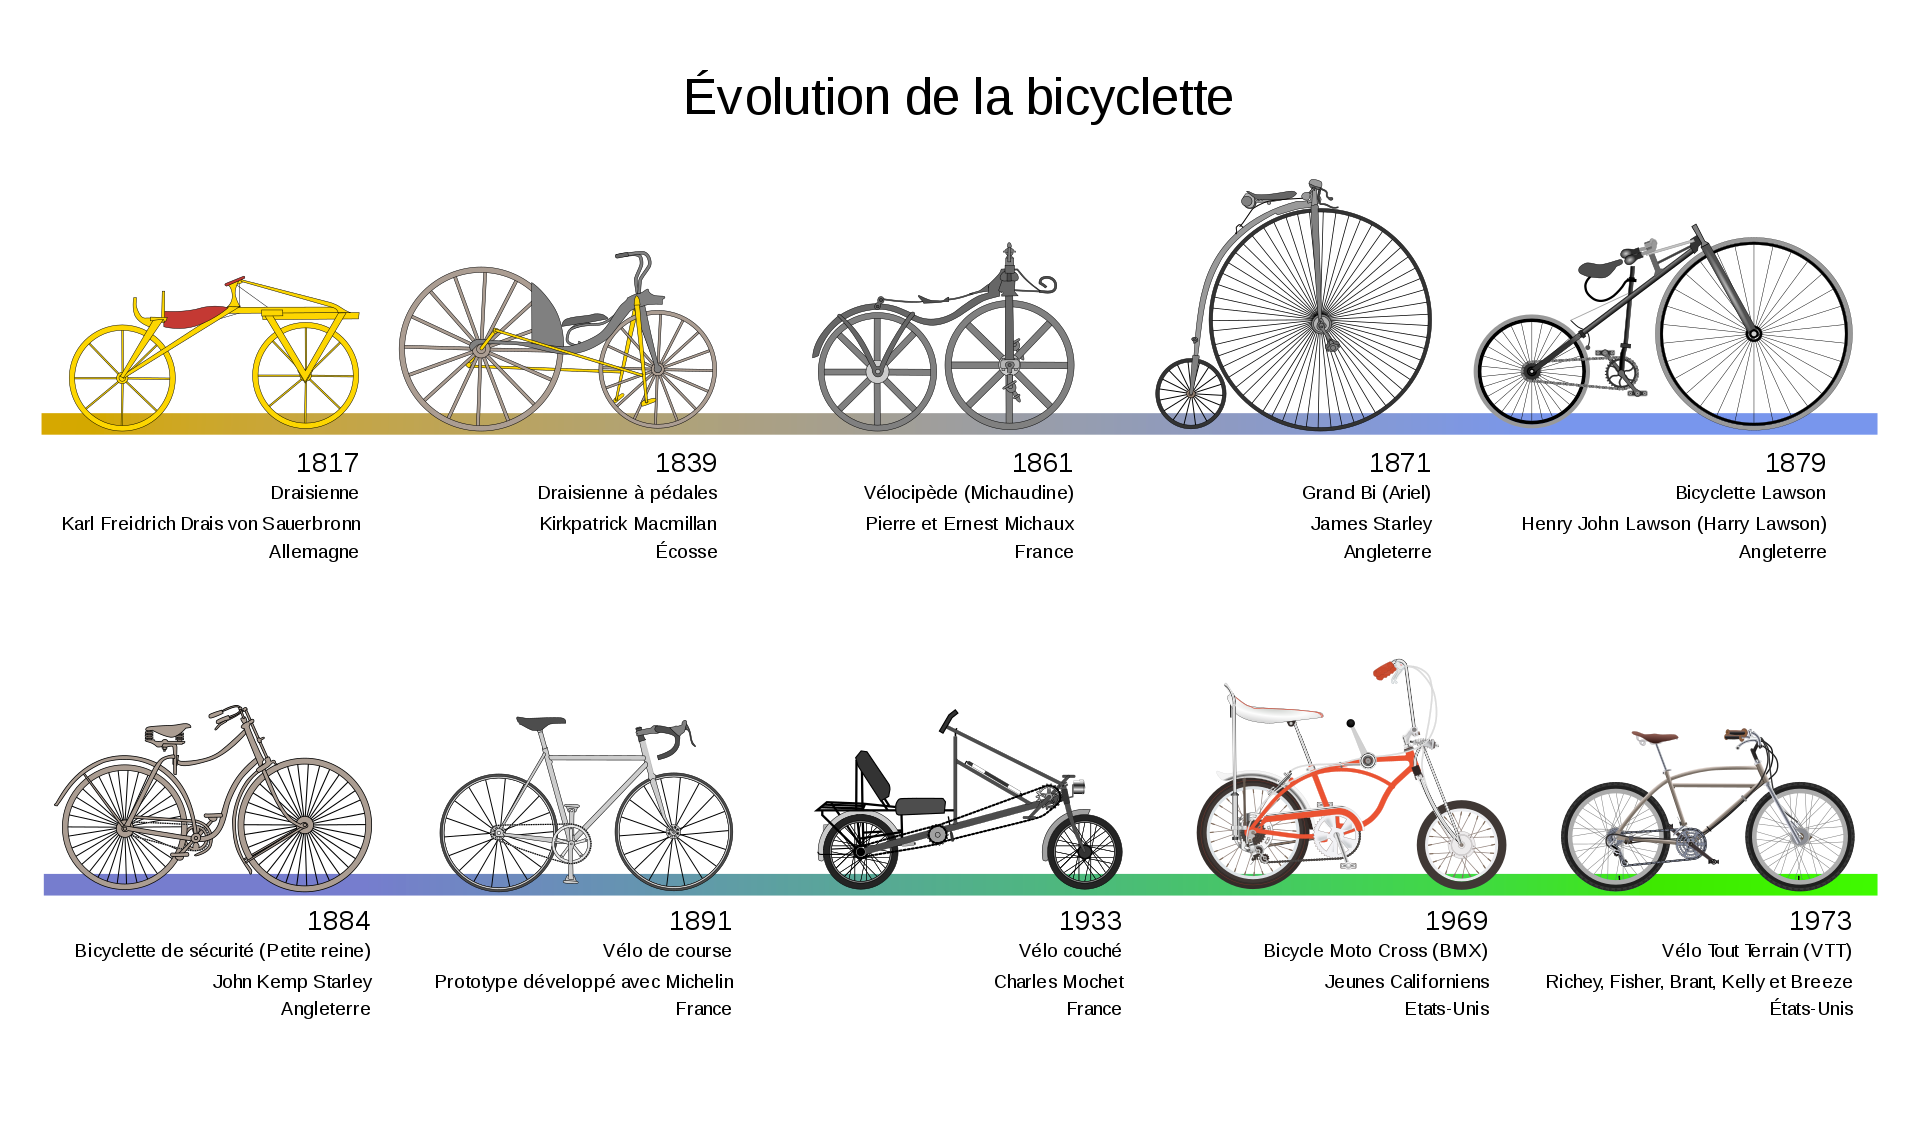 Évolution de la bicyclette
1817
Draisienne
Karl Freidrich Drais von Sauerbronn
Allemagne
1839
Draisienne à pédales
Kirkpatrick Macmillan
Écosse
1861
Vélocipède (Michaudine)
Pierre et Ernest Michaux
France
1871
Grand Bi (Ariel)
James Starley
Angleterre
1879
Bicyclette Lawson
Henry John Lawson (Harry Lawson)
Angleterre
1884
Bicyclette de sécurité (Petite reine)
John Kemp Starley
Angleterre
1891
Vélo de course
Prototype développé avec Michelin
France
1933
Vélo couché
Charles Mochet
France
1969
Bicycle Moto Cross (BMX)
Jeunes Californiens
Etats-Unis
1973
Vélo Tout Terrain (VTT)
Richey, Fisher, Brant, Kelly et Breeze
États-Unis